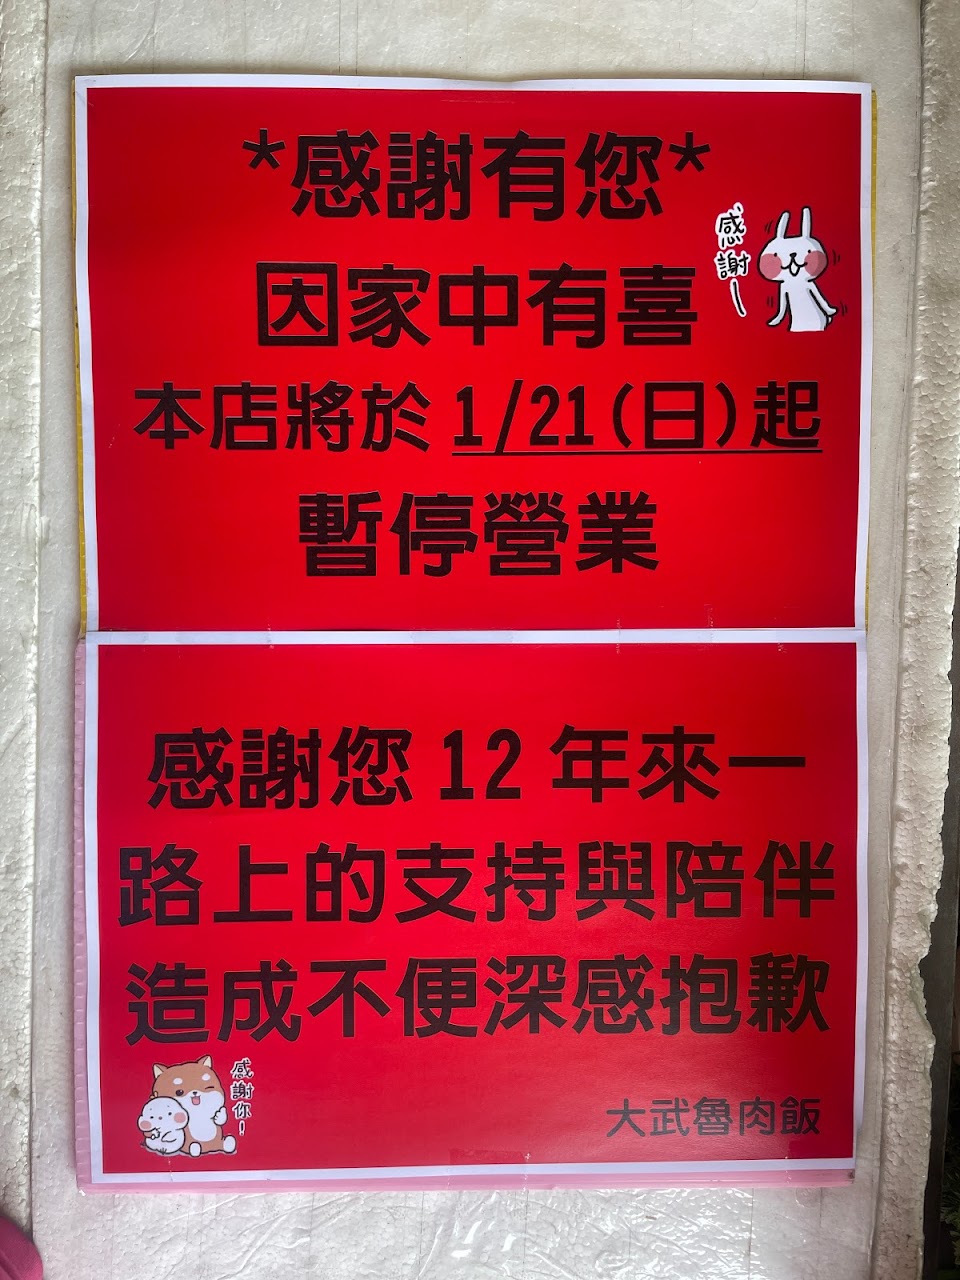 *感謝有您*
感謝~
因家中有喜
本店將於 1/21(日)起
暫停營業
感謝您 12 年來一
路上的支持與陪伴
造成不便深感抱歉
感謝你!
大武魯肉飯